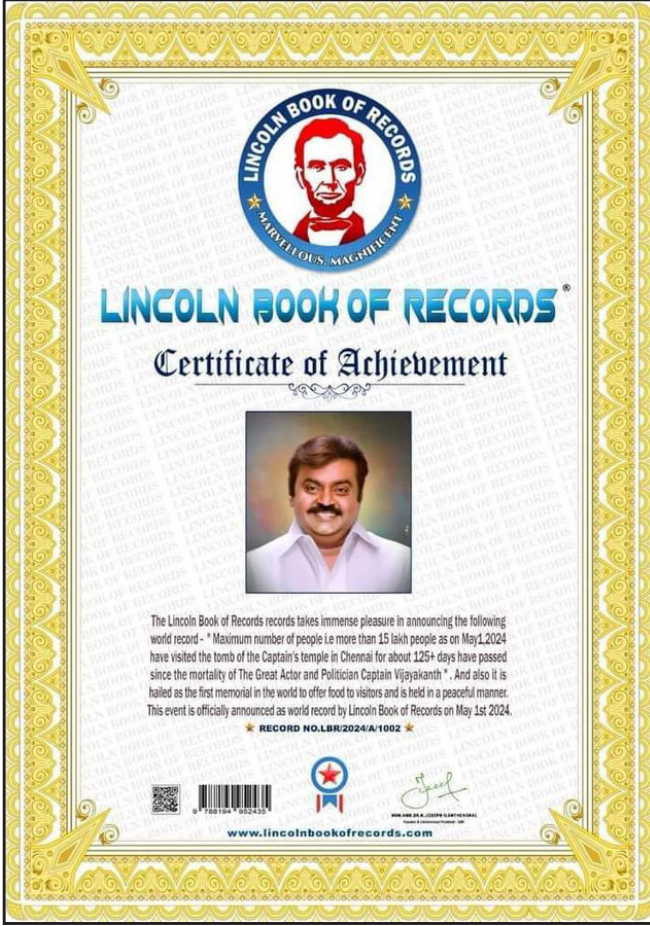 LINCOLN BOOK OF RECORDS
MARVELLOUS, MAGNIFICENT
LINCOLN BOOK OF RECORDS®
Certificate of Achievement
The Lincoln Book of Records records takes immense pleasure in announcing the following
world record - " Maximum number of people i.e more than 15 lakh people as on May1,2024
have visited the tomb of the Captain's temple in Chennai for about 125+ days have passed
since the mortality of The Great Actor and Politician Captain Vijayakanth " . And also it is
hailed as the first memorial in the world to offer food to visitors and is held in a peaceful manner.
This event is officially announced as world record by Lincoln Book of Records on May 1st 2024.
RECORD NO.LBR/2024/A/1002
9 788194 952435
www.lincolnbookofrecords.com